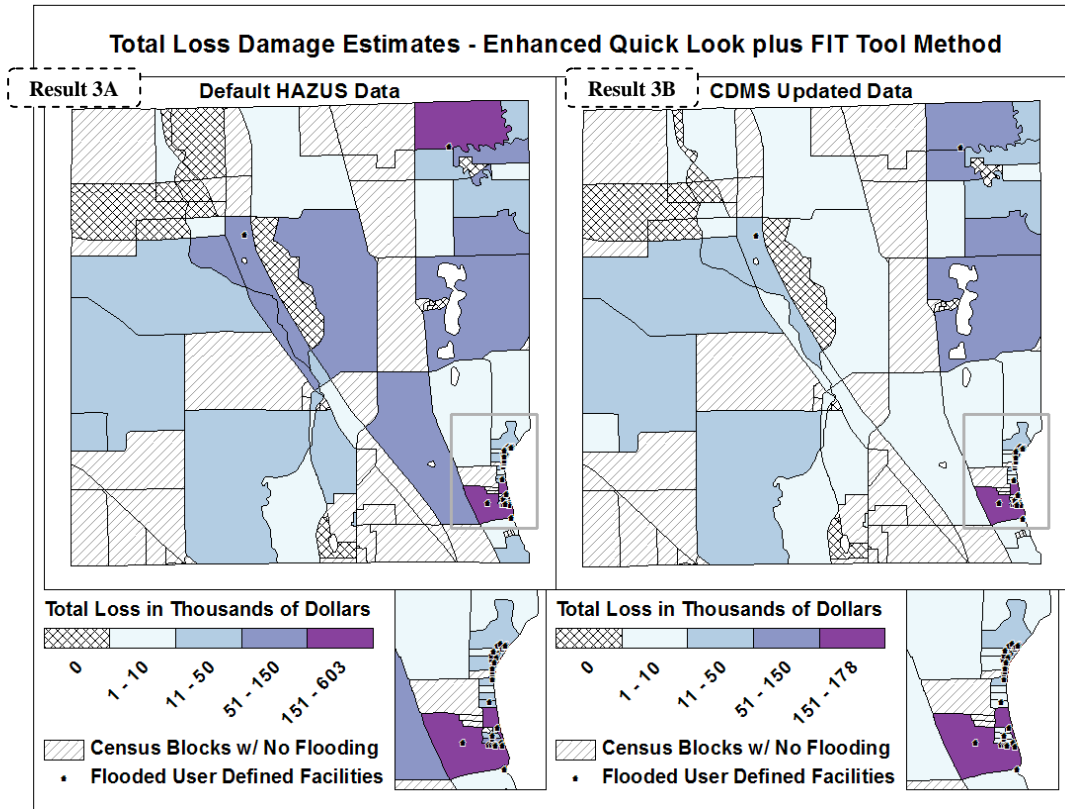 Total Loss Damage Estimates - Enhanced Quick Look plus FIT Tool Method
Result 3A
Default HAZUS Data
Result 3B
CDMS Updated Data
Total Loss in Thousands of Dollars
0
1 - 10
11 - 50
51 - 150
151 - 603
Census Blocks w/ No Flooding
Flooded User Defined Facilities
Total Loss in Thousands of Dollars
0
1 - 10
11 - 50
51 - 150
151 - 178
Census Blocks w/ No Flooding
Flooded User Defined Facilities